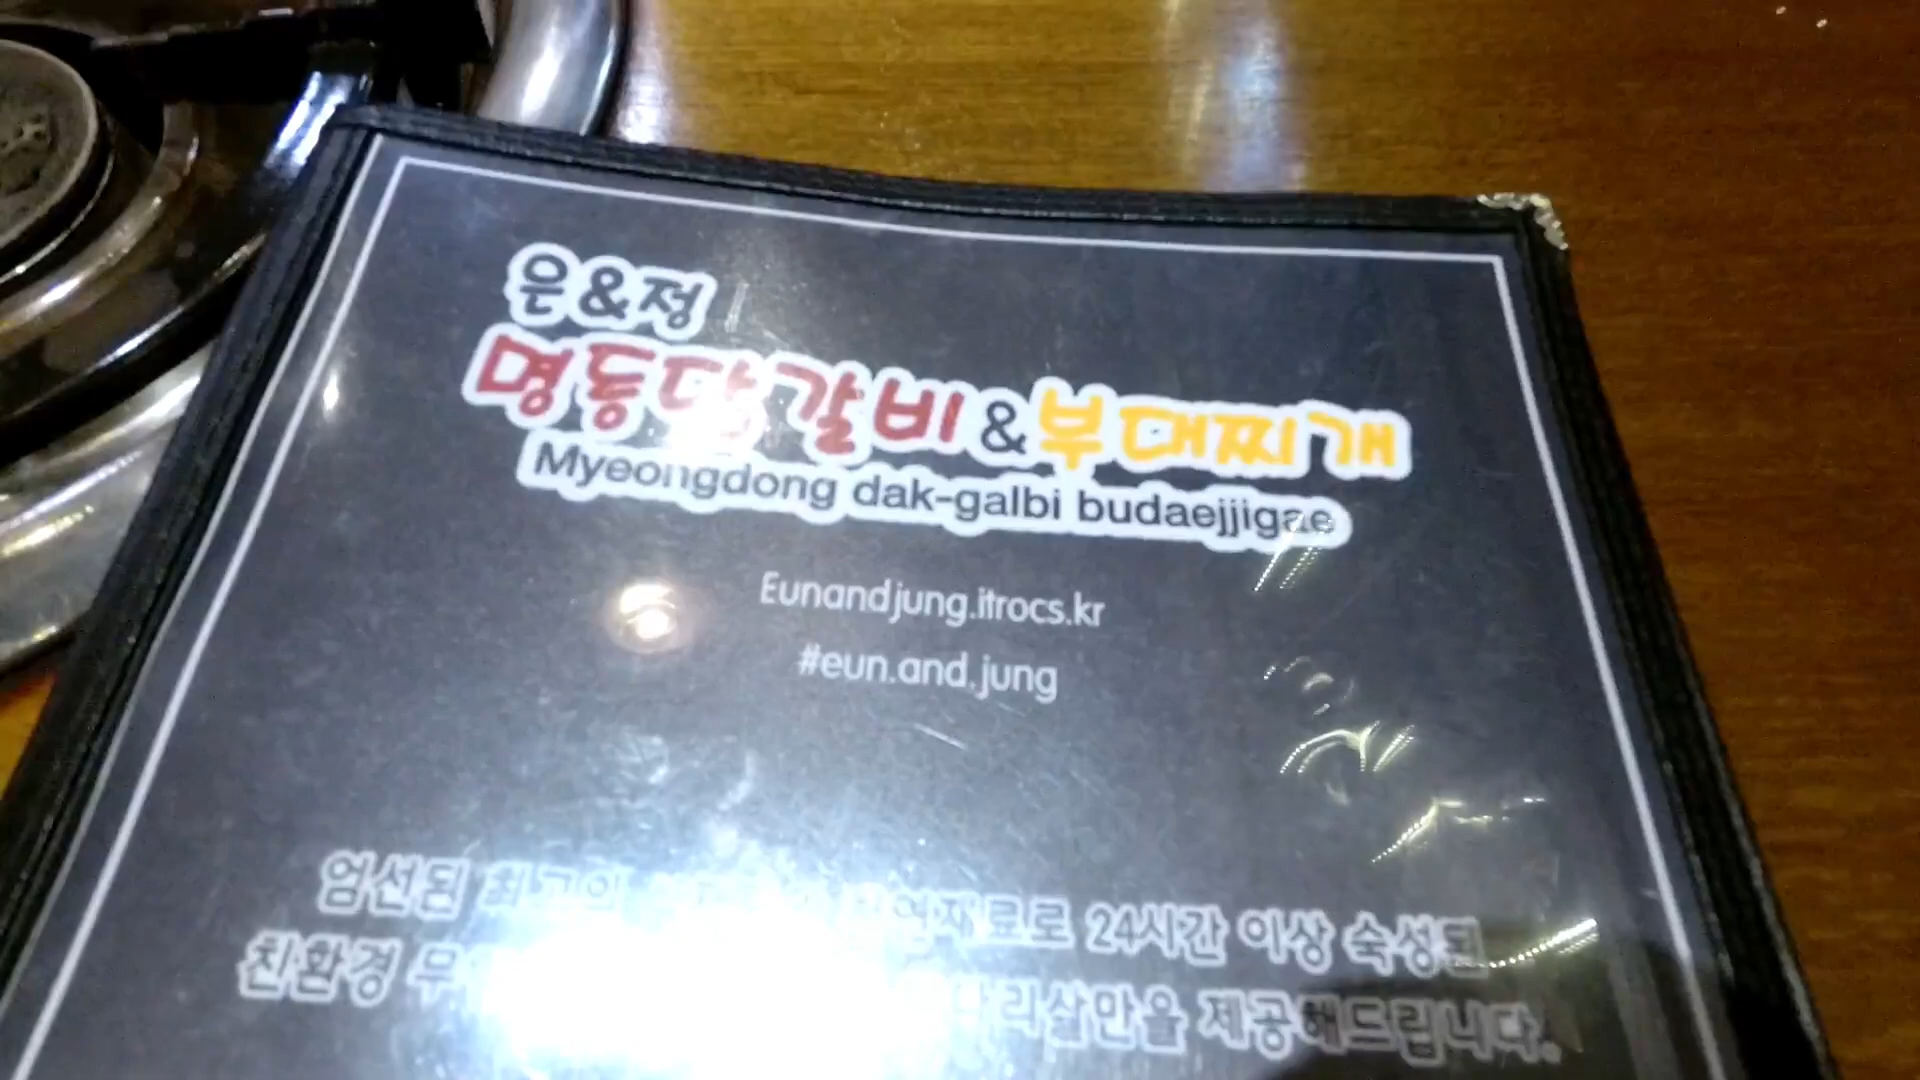 은&정
명동닭갈비&부대찌개
Myeongdong dak-galbi budaejjigae
Eunandjung.itrocs.kr
#eun.and.jung
엄선된 최고의 24시간 이상 숙성된
친환경 제공해드립니다.